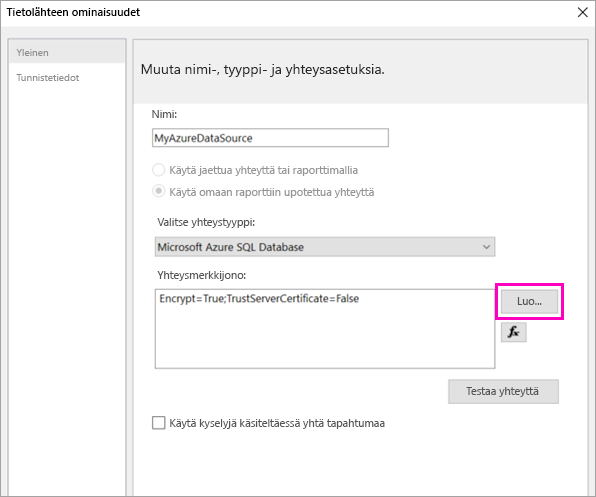 Tietolähteen ominaisuudet
Yleinen
Tunnistetiedot
Muuta nimi-, tyyppi- ja yhteysasetuksia.
Nimi:
MyAzureDataSource
Käytä jaettua yhteyttä tai raporttimallia
Käytä omaan raporttiin upotettua yhteyttä
Valitse yhteystyyppi:
Microsoft Azure SQL Database
Yhteysmerkkijono:
Encrypt=True;TrustServerCertificate=False
Luo...
fx
Testaa yhteyttä
Käytä kyselyjä käsiteltäessä yhtä tapahtumaa